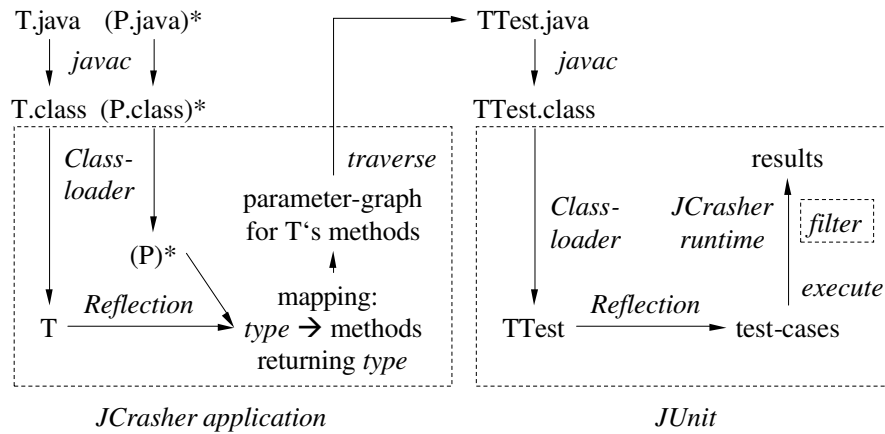 T.java (P.java)* TTest.java
javac javac
T.class (P.class)* TTest.class
Class-
loader
traverse
parameter-graph
for T‘s methods
(P)*
Reflection
T
mapping:
type → methods
returning type
JCrasher application
results
Class-
loader
JCrasher
runtime
filter
execute
Reflection
TTest test-cases
JUnit